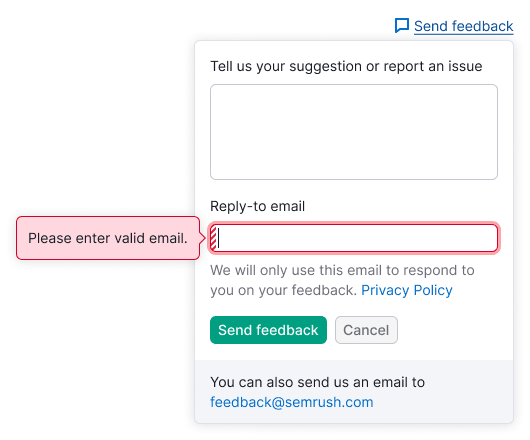 Send feedback
Tell us your suggestion or report an issue
Reply-to email
Please enter valid email.
We will only use this email to respond to
you on your feedback. Privacy Policy
Send feedback
Cancel
You can also send us an email to
feedback@semrush.com